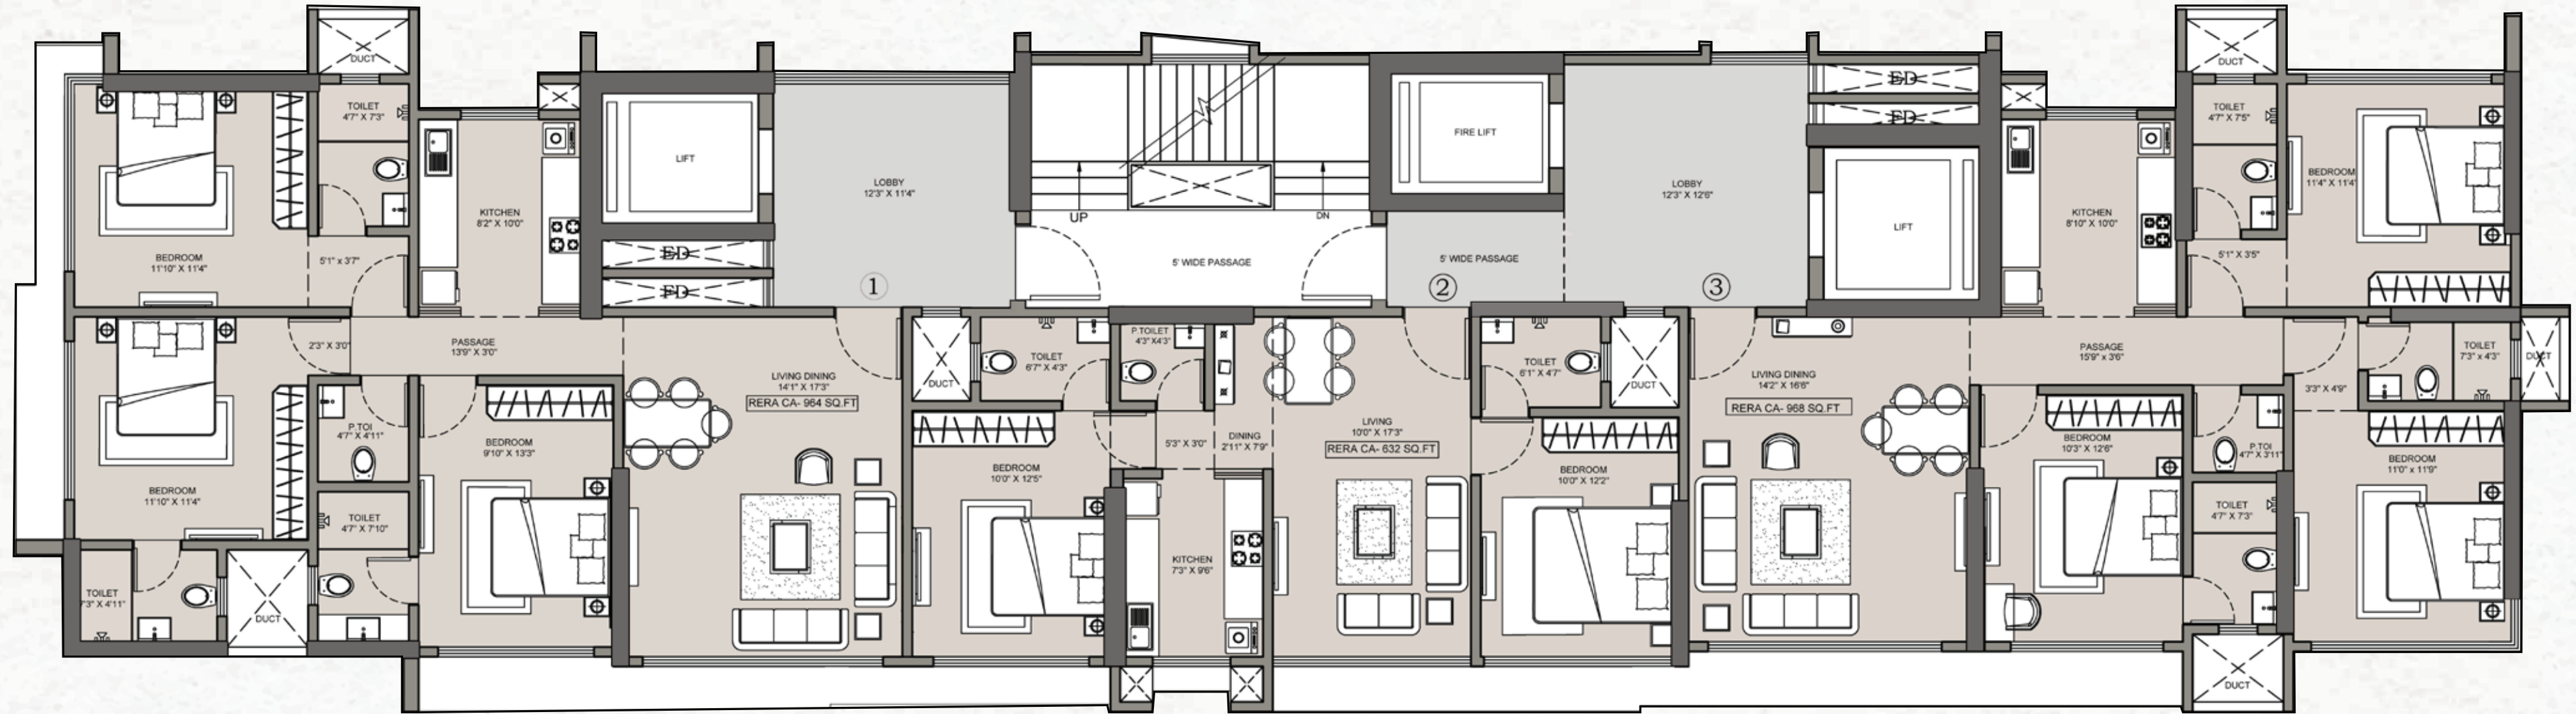 DUCT
TOILET
4'7" X 7'3"
BEDROOM
11'10" X 11'4"
5'1" x 3'7"
KITCHEN
8'2" X 10'0"
LIFT
ED
ED
LOBBY
12'3" X 11'4"
1
UP
DN
5' WIDE PASSAGE
FIRE LIFT
5' WIDE PASSAGE
2
LOBBY
12'3" X 12'6"
3
ED
ED
LIFT
KITCHEN
8'10" X 10'0"
DUCT
TOILET
4'7" X 7'5"
5'1" X 3'5"
BEDROOM
11'4" X 11'4"
2'3" X 3'0"
PASSAGE
13'9" X 3'0"
BEDROOM
11'10" X 11'4"
P.TOI
4'7" X 4'11"
TOILET
4'7" X 7'10"
TOILET
7'3" X 4'11"
DUCT
BEDROOM
9'10" X 13'3"
LIVING DINING
14'1" X 17'3"
RERA CA- 964 SQ.FT
DUCT
TOILET
6'7" X 4'3"
P.TOILET
4'3" X4'3"
BEDROOM
10'0" X 12'5"
5'3" X 3'0"
DINING
2'11" X 7'9"
KITCHEN
7'3" X 9'6"
LIVING
10'0" X 17'3"
RERA CA- 632 SQ.FT
TOILET
6'1" X 4'7"
DUCT
BEDROOM
10'0" X 12'2"
LIVING DINING
14'2" X 16'6"
RERA CA- 968 SQ.FT
PASSAGE
15'9" x 3'6"
BEDROOM
10'3" X 12'6"
P.TOI
4'7" X 3'11"
TOILET
4'7" X 7'3"
DUCT
3'3" X 4'9"
TOILET
7'3" x 4'3"
DUCT
BEDROOM
11'0" x 11'9"